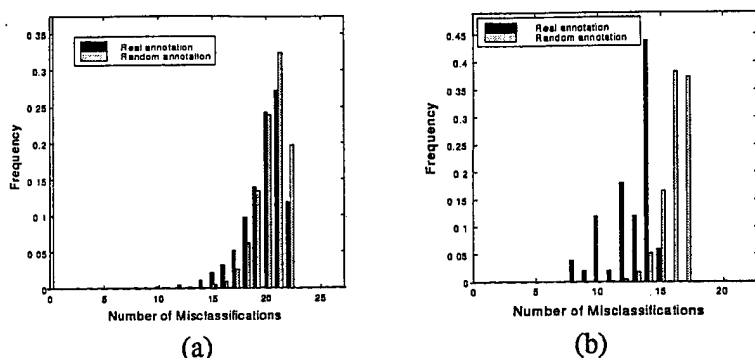 Real annotation
Random annotation
0.35
0.3
0.25
0.2
0.15
0.1
0 05
0
Frequency
0
5
10
15
20
25
Number of Misclassifications
(a)
Real annotation
Random annotation
0.45
0.4
0.35
0.3
0.25
0.2
0.15
0.1
0.05
0
Frequency
0
5
10
15
20
Number of Misclassifications
(b)